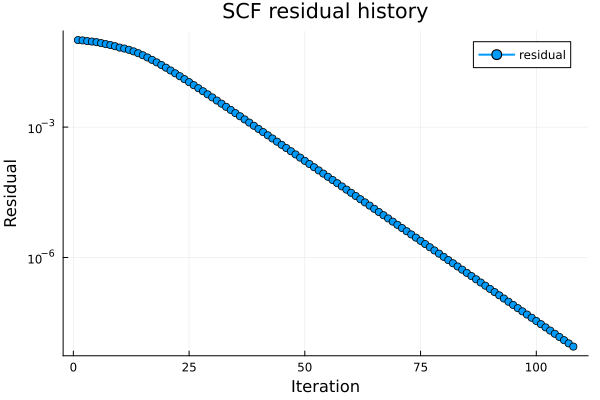 SCF residual history
residual
Residual
10⁻³
10⁻⁶
0 25 50 75 100
Iteration